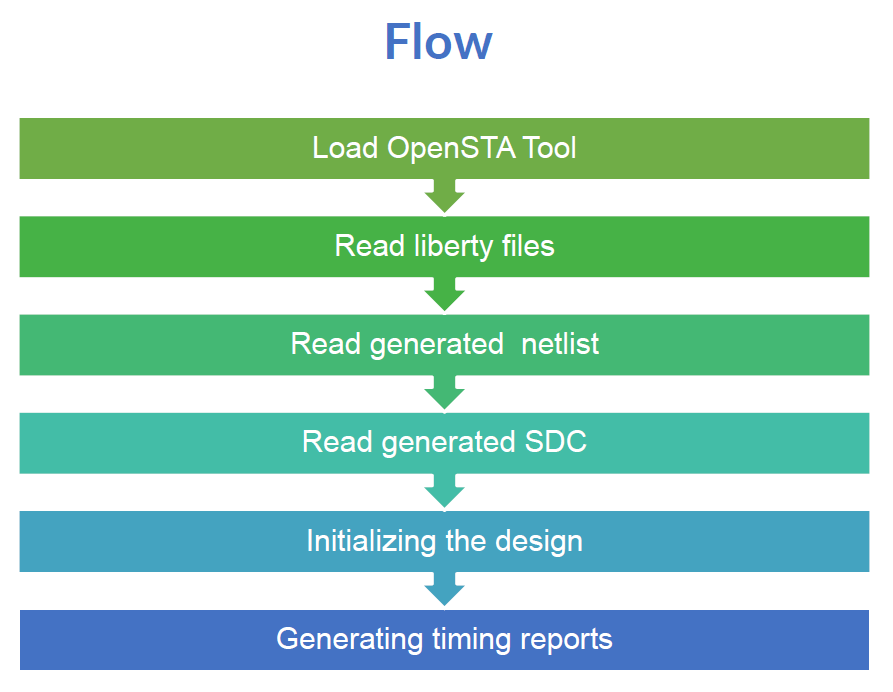 Flow
Load OpenSTA Tool
Read liberty files
Read generated  netlist
Read generated SDC
Initializing the design
Generating timing reports